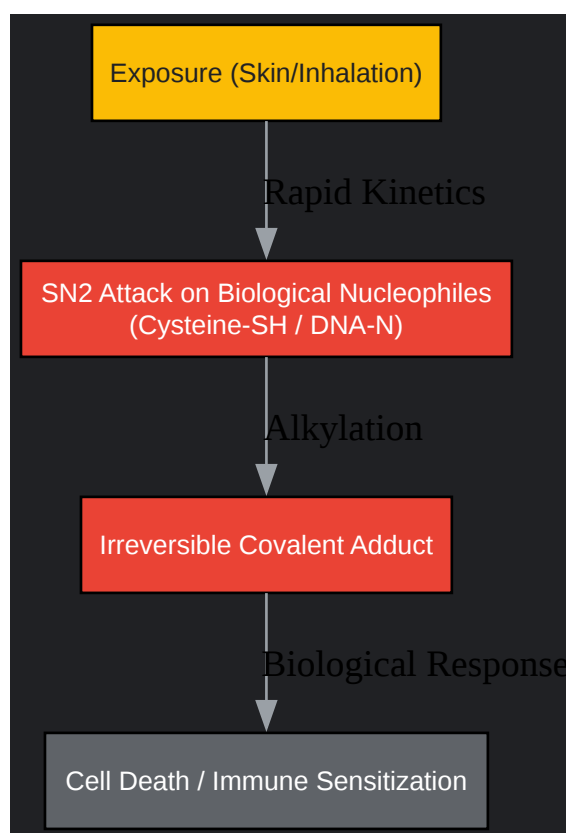 Exposure (Skin/Inhalation)
Rapid Kinetics
SN2 Attack on Biological Nucleophiles
(Cysteine-SH / DNA-N)
Alkylation
Irreversible Covalent Adduct
Biological Response
Cell Death / Immune Sensitization